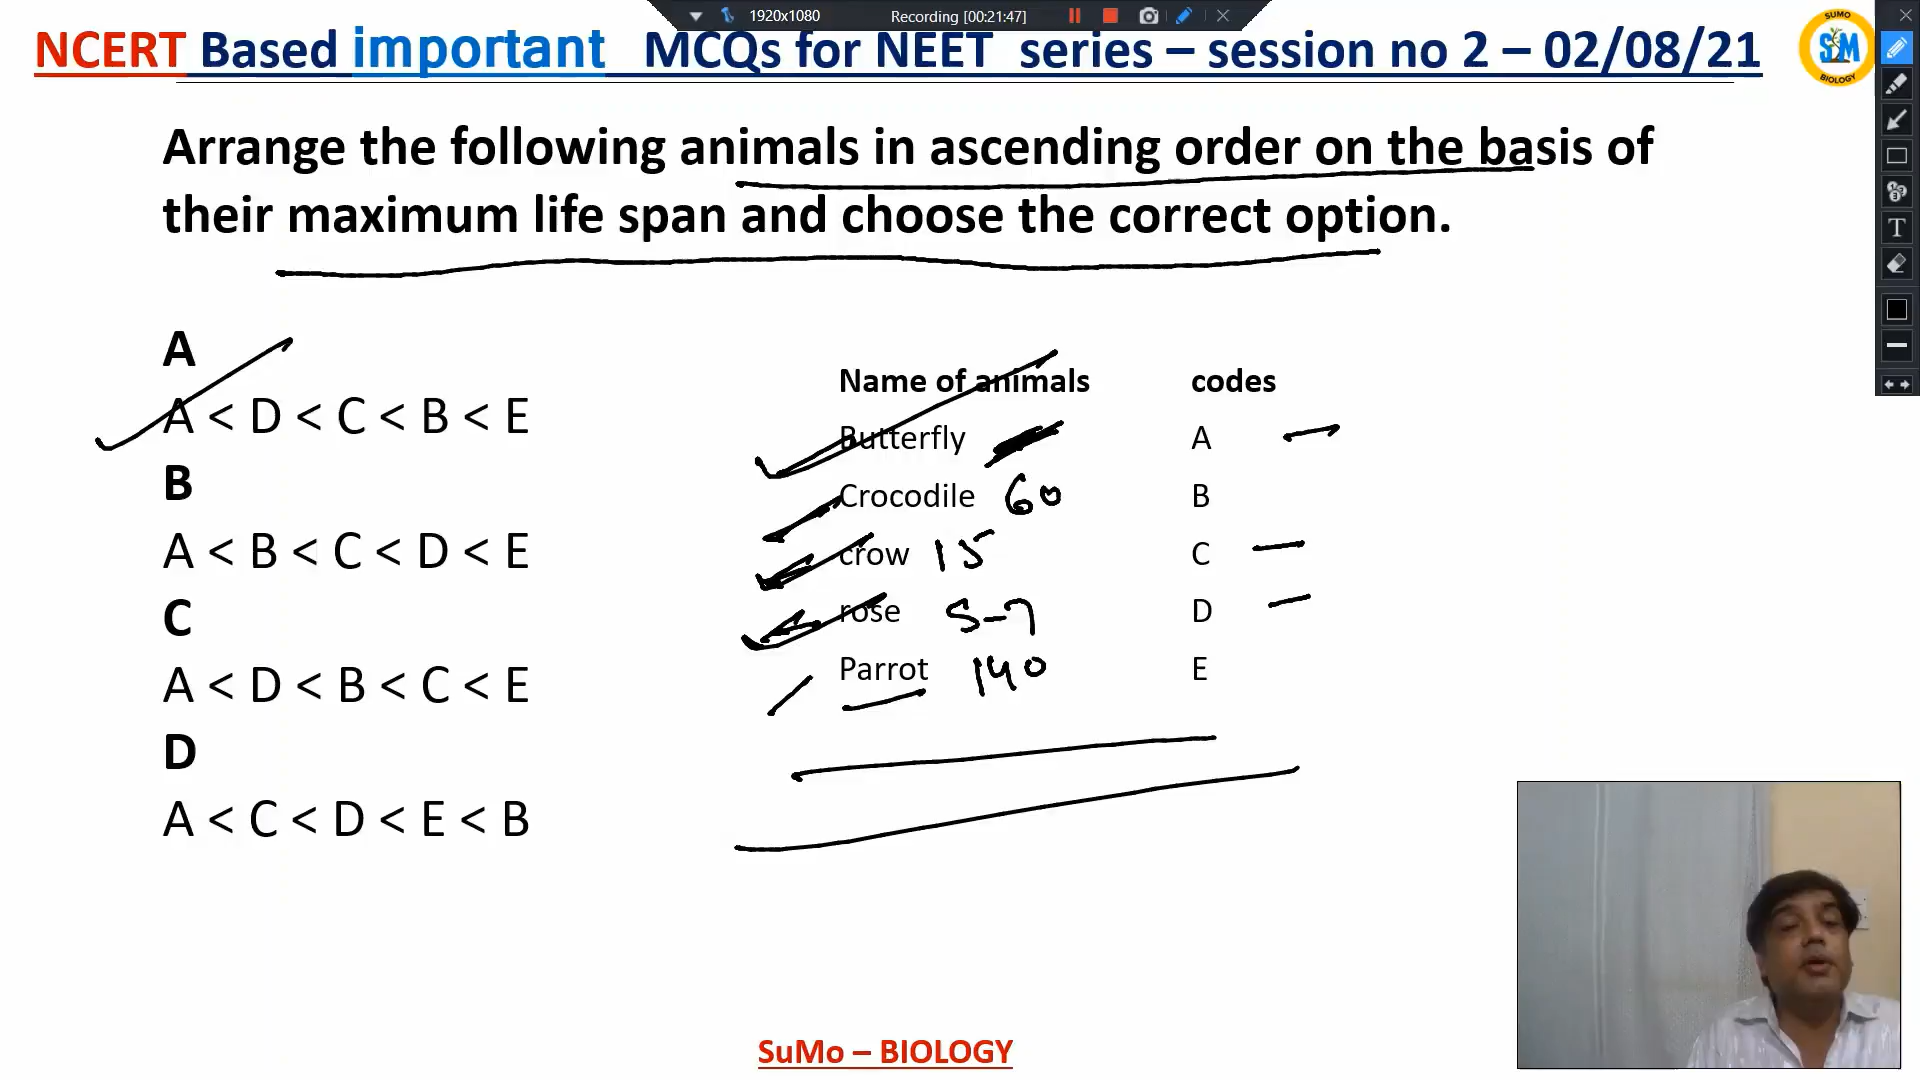 1920x1080 Recording [00:21:47]
NCERT Based important MCQs for NEET series – session no 2 – 02/08/21
SUMO
SM
BIOLOGY
Arrange the following animals in ascending order on the basis of
their maximum life span and choose the correct option.
A
A < D < C < B < E
B
A < B < C < D < E
C
A < D < B < C < E
D
A < C < D < E < B
Name of animals codes
Butterfly A
Crocodile 60 B
crow 15 C
rose 5-7 D
Parrot 140 E
T
SuMo – BIOLOGY